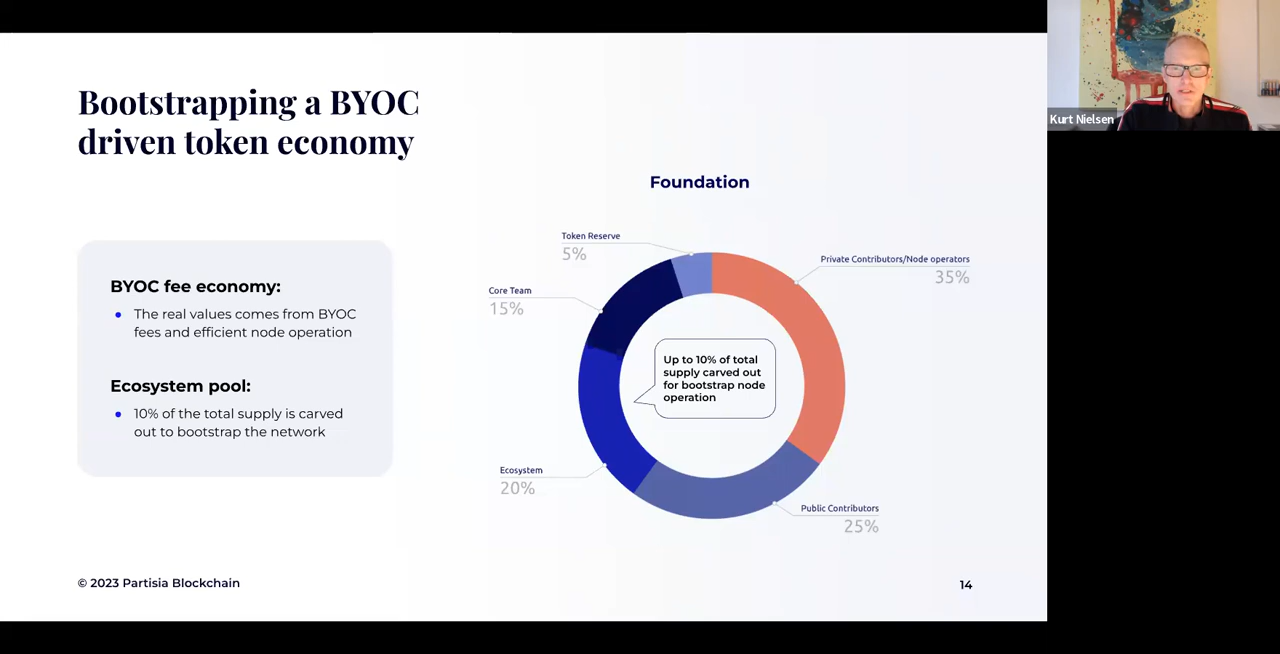 Bootstrapping a BYOC
driven token economy
BYOC fee economy:
• The real values comes from BYOC
fees and efficient node operation
Ecosystem pool:
• 10% of the total supply is carved
out to bootstrap the network
Foundation
Token Reserve
5%
Private Contributors/Node operators
35%
Core Team
15%
Up to 10% of total
supply carved out
for bootstrap node
operation
Ecosystem
20%
Public Contributors
25%
© 2023 Partisia Blockchain
14
Kurt Nielsen